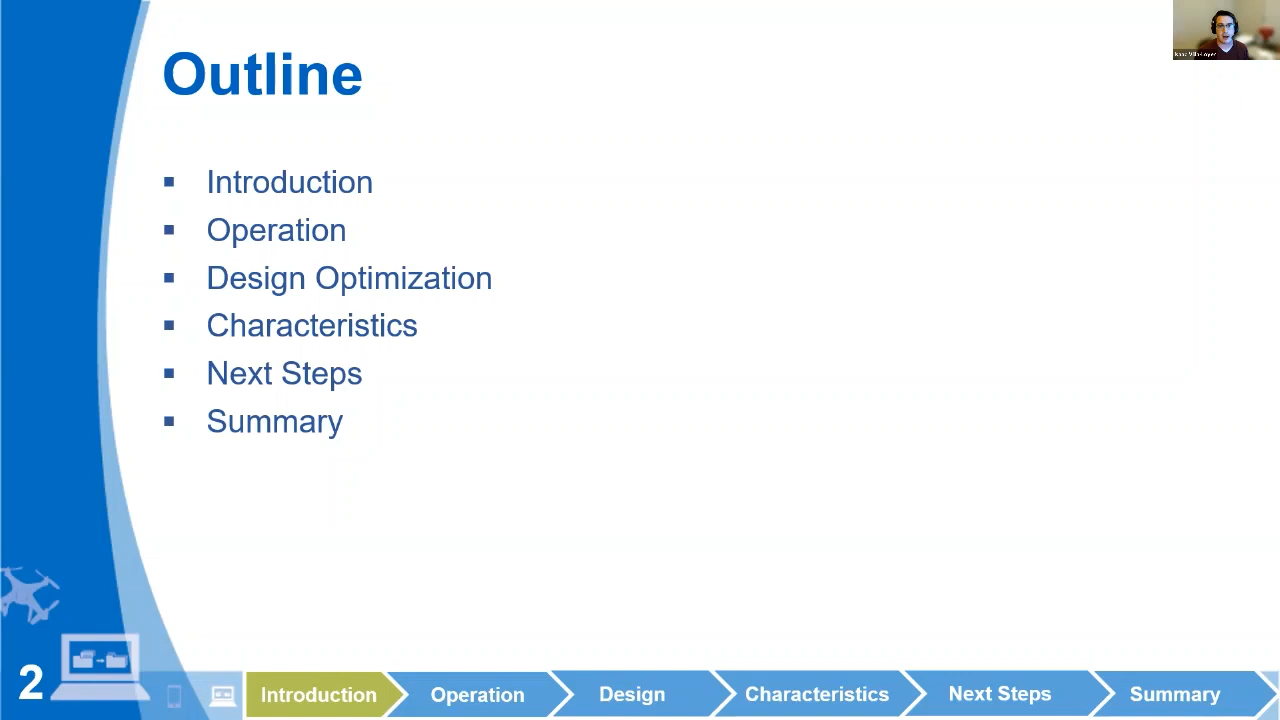 Outline
Introduction
Operation
Design Optimization
Characteristics
Next Steps
Summary
2
Introduction
Operation
Design
Characteristics
Next Steps
Summary